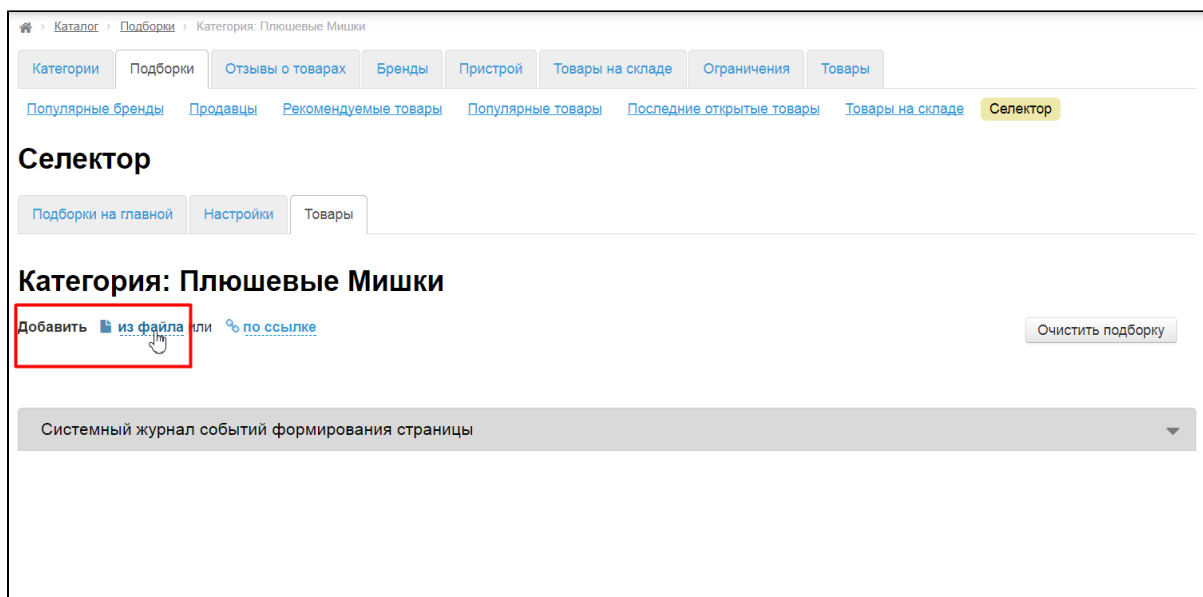 › Каталог › Подборки › Категория: Плюшевые Мишки
Категории Подборки Отзывы о товарах Бренды Пристрой Товары на складе Ограничения Товары
Популярные бренды Продавцы Рекомендуемые товары Популярные товары Последние открытые товары Товары на складе Селектор
Селектор
Подборки на главной Настройки Товары
Категория: Плюшевые Мишки
Добавить из файла или по ссылке Очистить подборку
Системный журнал событий формирования страницы